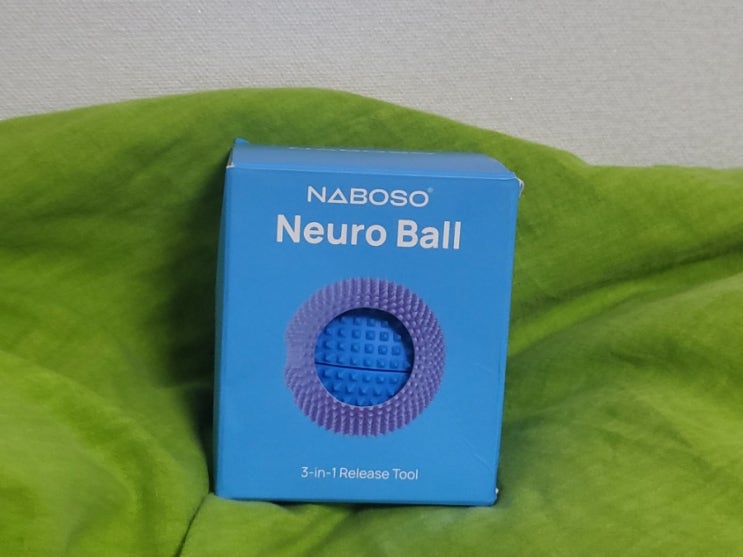 NABOSO®
Neuro Ball
3-in-1 Release Tool